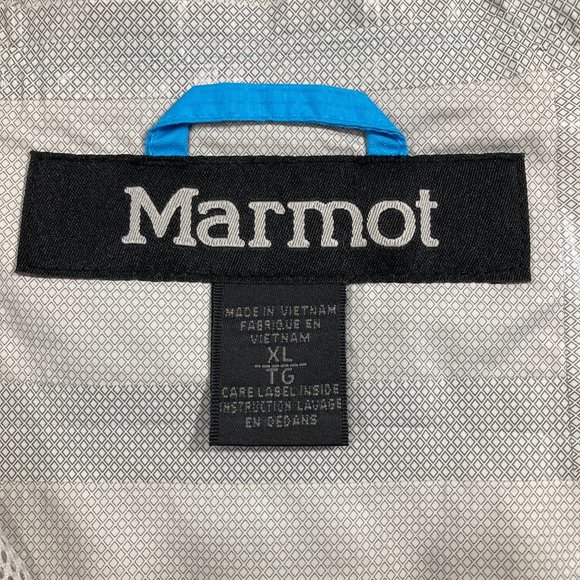 Marmot
MADE IN VIETNAM
FABRIQUE EN
VIETNAM
XL
TG
CARE LABEL INSIDE
INSTRUCTION LAVAGE
EN DEDANS